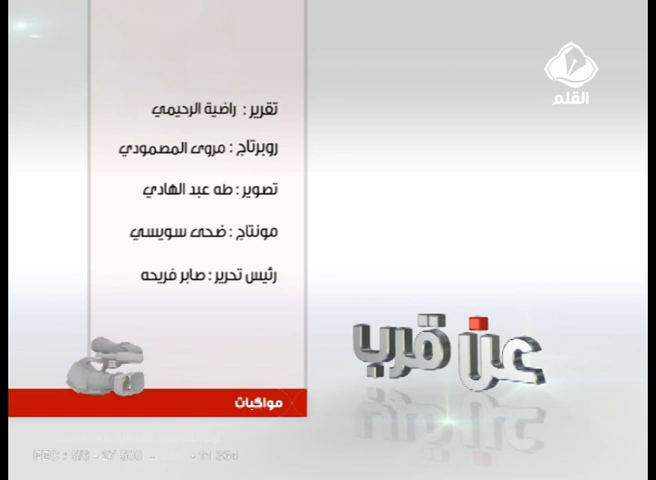 القلم
تقرير : راضية الرحيمي
روبرتاج : مروى المصمودي
تصوير : طه عبد الهادي
مونتاج : ضحى سويسي
رئيس تحرير : صابر فريحه
عن قرب
مواكبات